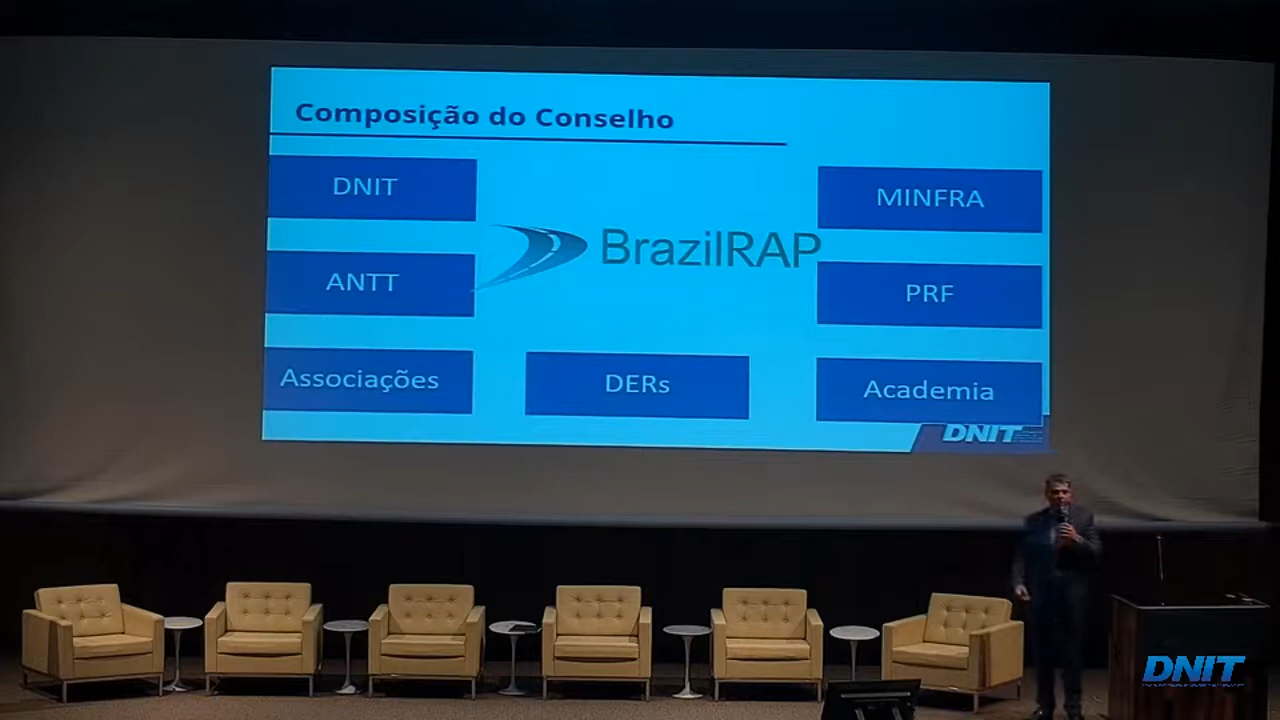 Composição do Conselho
DNIT
MINFRA
BrazilRAP
ANTT
PRF
Associações
DERs
Academia
DNIT
DNIT